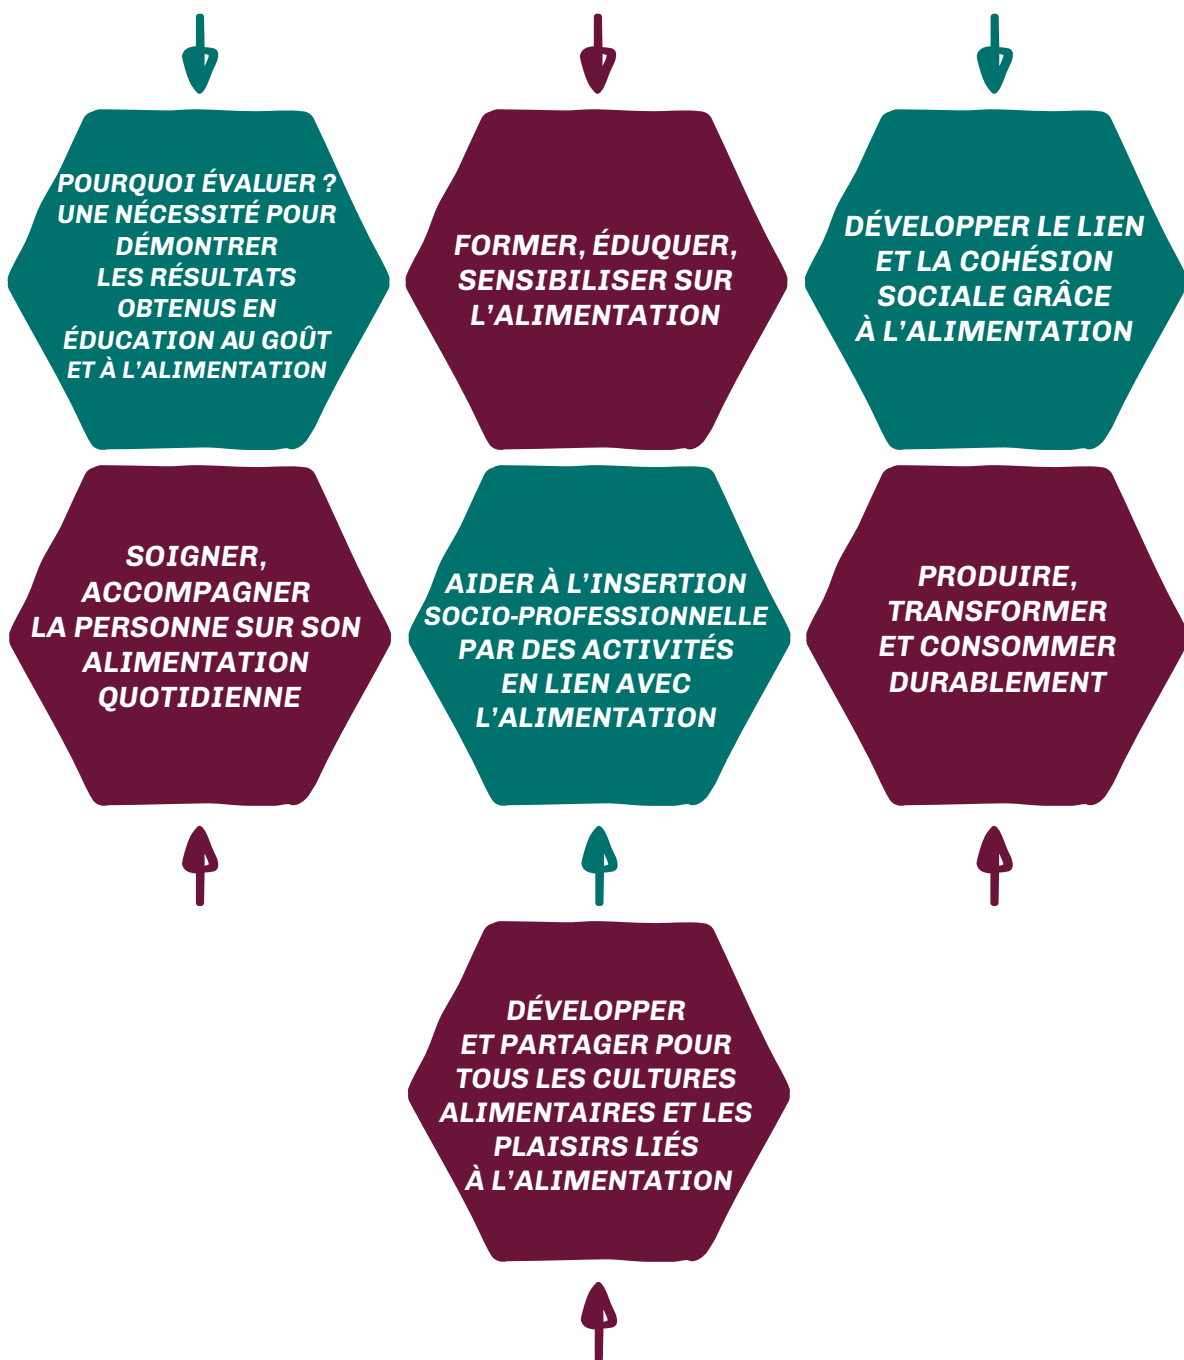 POURQUOI ÉVALUER ?
UNE NÉCESSITÉ POUR
DÉMONTRER
LES RÉSULTATS
OBTENUS EN
ÉDUCATION AU GOÛT
ET À L’ALIMENTATION
FORMER, ÉDUQUER,
SENSIBILISER SUR
L’ALIMENTATION
DÉVELOPPER LE LIEN
ET LA COHÉSION
SOCIALE GRÂCE
À L’ALIMENTATION
SOIGNER,
ACCOMPAGNER
LA PERSONNE SUR SON
ALIMENTATION
QUOTIDIENNE
AIDER À L’INSERTION
SOCIO-PROFESSIONNELLE
PAR DES ACTIVITÉS
EN LIEN AVEC
L’ALIMENTATION
PRODUIRE,
TRANSFORMER
ET CONSOMMER
DURABLEMENT
DÉVELOPPER
ET PARTAGER POUR
TOUS LES CULTURES
ALIMENTAIRES ET LES
PLAISIRS LIÉS
À L’ALIMENTATION